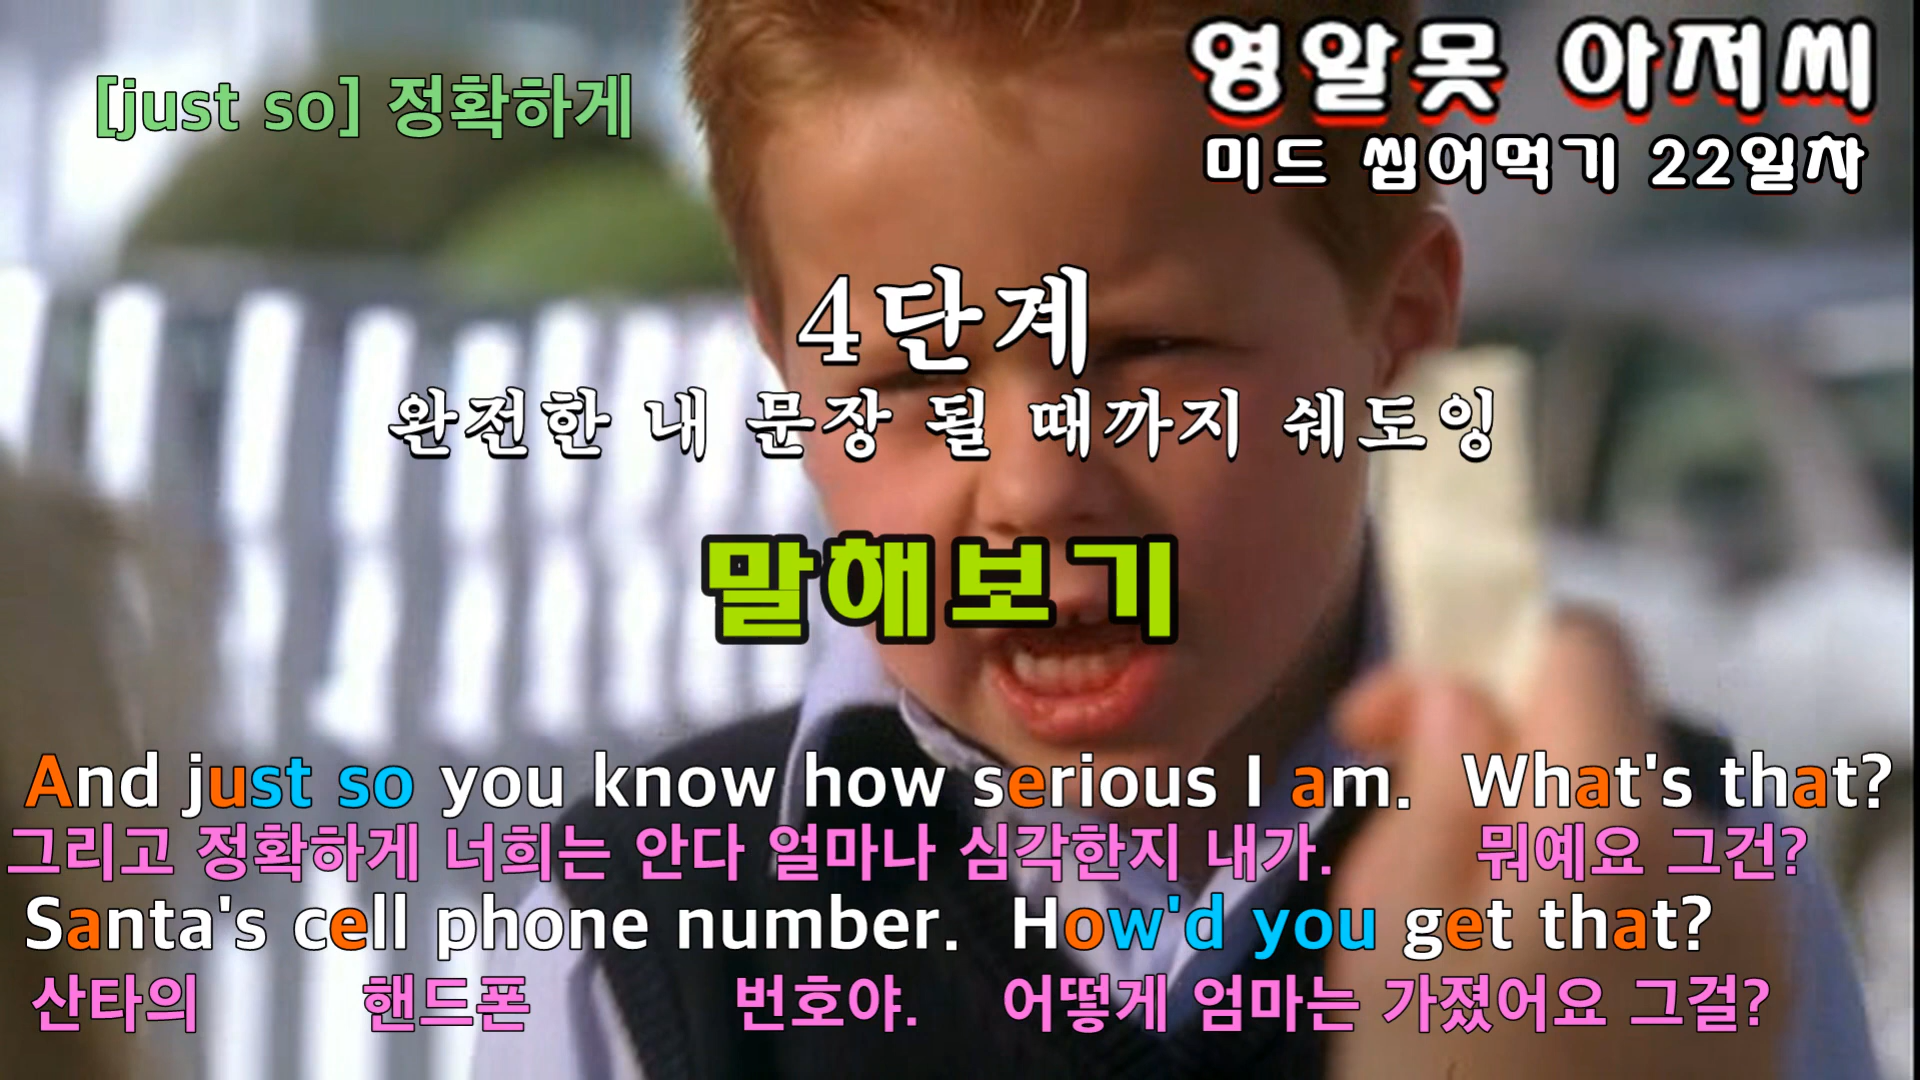 [just so] 정확하게
영알못 아저씨
미드 씹어먹기 22일차
4단계
완전한 내 문장 될 때까지 쉐도잉
말해보기
And just so you know how serious I am. What's that?
그리고 정확하게 너희는 안다 얼마나 심각한지 내가. 뭐예요 그건?
Santa's cell phone number. How'd you get that?
산타의 핸드폰 번호야. 어떻게 엄마는 가졌어요 그걸?